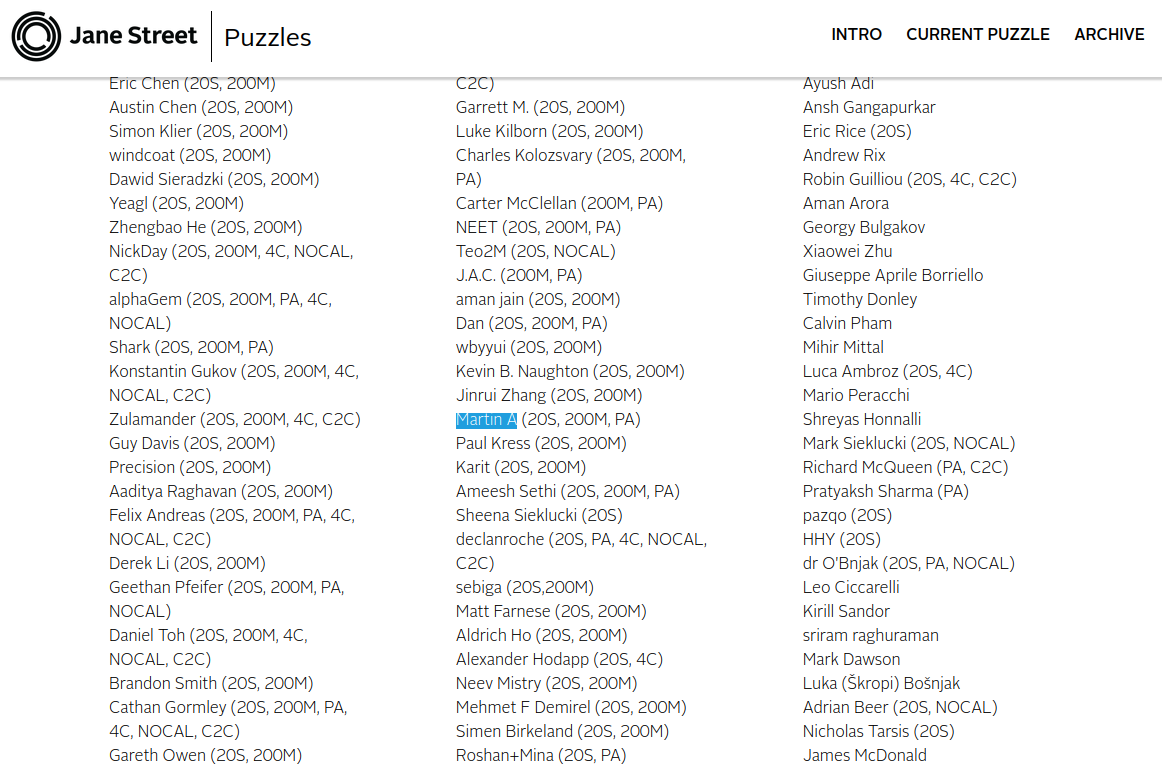 Jane Street
Puzzles
INTRO
CURRENT PUZZLE
ARCHIVE
Eric Chen (20S, 200M)
Austin Chen (20S, 200M)
Simon Klier (20S, 200M)
windcoat (20S, 200M)
Dawid Sieradzki (20S, 200M)
Yeagl (20S, 200M)
Zhengbao He (20S, 200M)
NickDay (20S, 200M, 4C, NOCAL,
C2C)
alphaGem (20S, 200M, PA, 4C,
NOCAL)
Shark (20S, 200M, PA)
Konstantin Gukov (20S, 200M, 4C,
NOCAL, C2C)
Zulamander (20S, 200M, 4C, C2C)
Guy Davis (20S, 200M)
Precision (20S, 200M)
Aaditya Raghavan (20S, 200M)
Felix Andreas (20S, 200M, PA, 4C,
NOCAL, C2C)
Derek Li (20S, 200M)
Geethan Pfeifer (20S, 200M, PA,
NOCAL)
Daniel Toh (20S, 200M, 4C,
NOCAL, C2C)
Brandon Smith (20S, 200M)
Cathan Gormley (20S, 200M, PA,
4C, NOCAL, C2C)
Gareth Owen (20S, 200M)
C2C)
Garrett M. (20S, 200M)
Luke Kilborn (20S, 200M)
Charles Kolozsvary (20S, 200M,
PA)
Carter McClellan (200M, PA)
NEET (20S, 200M, PA)
Teo2M (20S, NOCAL)
J.A.C. (200M, PA)
aman jain (20S, 200M)
Dan (20S, 200M, PA)
wbyyui (20S, 200M)
Kevin B. Naughton (20S, 200M)
Jinrui Zhang (20S, 200M)
Martin A (20S, 200M, PA)
Paul Kress (20S, 200M)
Karit (20S, 200M)
Ameesh Sethi (20S, 200M, PA)
Sheena Sieklucki (20S)
declanroche (20S, PA, 4C, NOCAL,
C2C)
sebiga (20S,200M)
Matt Farnese (20S, 200M)
Aldrich Ho (20S, 200M)
Alexander Hodapp (20S, 4C)
Neev Mistry (20S, 200M)
Mehmet F Demirel (20S, 200M)
Simen Birkeland (20S, 200M)
Roshan+Mina (20S, PA)
Ayush Adi
Ansh Gangapurkar
Eric Rice (20S)
Andrew Rix
Robin Guilliou (20S, 4C, C2C)
Aman Arora
Georgy Bulgakov
Xiaowei Zhu
Giuseppe Aprile Borriello
Timothy Donley
Calvin Pham
Mihir Mittal
Luca Ambroz (20S, 4C)
Mario Peracchi
Shreyas Honnalli
Mark Sieklucki (20S, NOCAL)
Richard McQueen (PA, C2C)
Pratyaksh Sharma (PA)
pazqo (20S)
HHY (20S)
dr O'Bnjak (20S, PA, NOCAL)
Leo Ciccarelli
Kirill Sandor
sriram raghuraman
Mark Dawson
Luka (Škropi) Bošnjak
Adrian Beer (20S, NOCAL)
Nicholas Tarsis (20S)
James McDonald